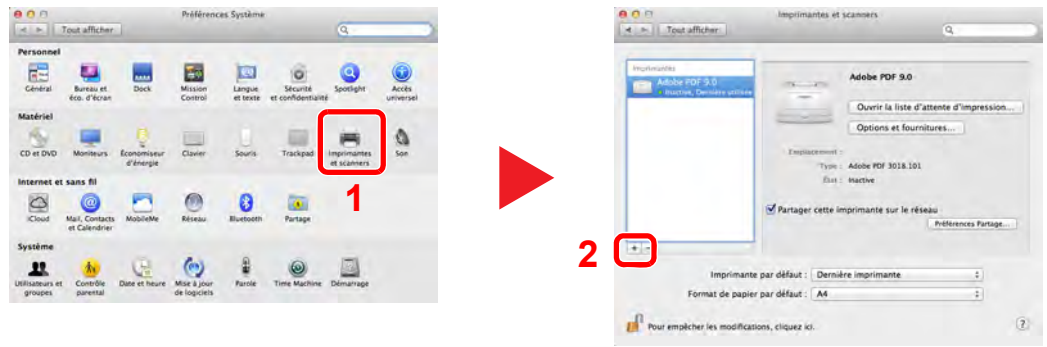 Préférences Système
Tout afficher
Personnel
Général
Bureau et
éco. d'écran
Dock
Mission
Control
Langue
et texte
Sécurité
et confidentialité
Spotlight
Accès
universel
Matériel
CD et DVD
Moniteurs
Économiseur
d'énergie
Clavier
Souris
Trackpad
Imprimantes
et scanners
Son
1
Internet et sans fil
iCloud
Mail, Contacts
et Calendrier
MobileMe
Réseau
Bluetooth
Partage
Système
Utilisateurs et
groupes
Contrôle
parental
Date et heure
Mise à jour
de logiciels
Parole
Time Machine
Démarrage
Imprimantes et scanners
Tout afficher
Imprimantes
Adobe PDF 9.0
Inactive, Dernière utilisée
Adobe PDF 9.0
Ouvrir la liste d'attente d'impression...
Options et fournitures...
Emplacement :
Type : Adobe PDF 3018.101
État : Inactive
Partager cette imprimante sur le réseau
Préférences Partage...
2
+ -
Imprimante par défaut : Dernière imprimante
Format de papier par défaut : A4
Pour empêcher les modifications, cliquez ici.
?